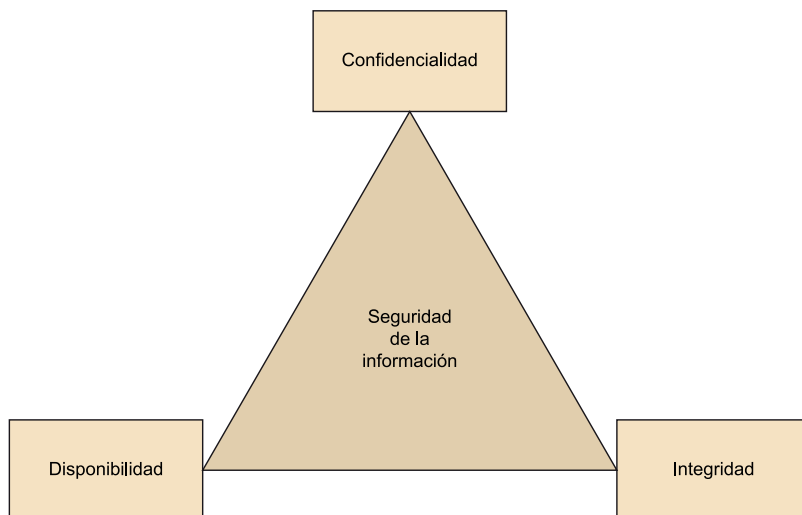 Confidencialidad
Seguridad
de la
información
Disponibilidad
Integridad